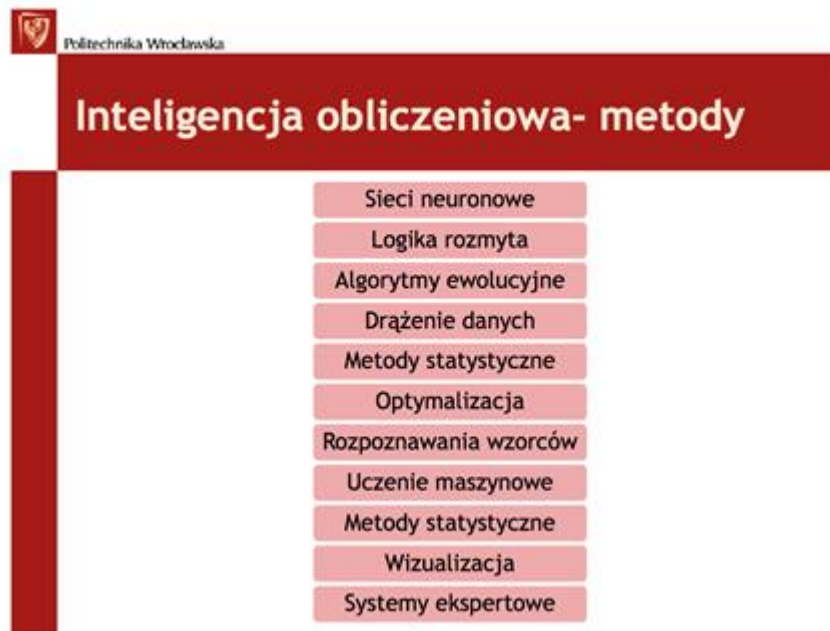 Politechnika Wrocławska
Inteligencja obliczeniowa- metody
Sieci neuronowe
Logika rozmyta
Algorytmy ewolucyjne
Drążenie danych
Metody statystyczne
Optymalizacja
Rozpoznawania wzorców
Uczenie maszynowe
Metody statystyczne
Wizualizacja
Systemy ekspertowe